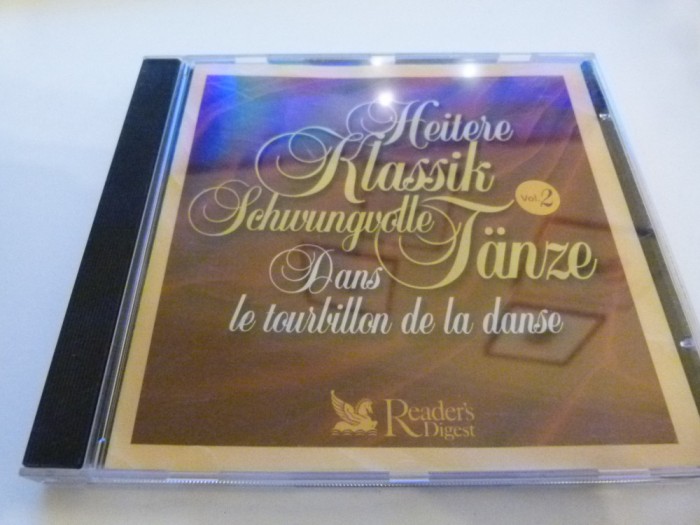 Heitere
Klassik
Schwungvolle
Tänze
Vol. 2
Dans
le tourbillon de la danse
Reader's
Digest